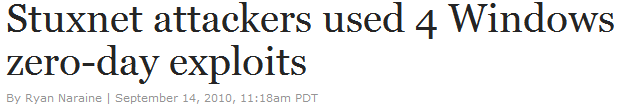 Stuxnet attackers used 4 Windows
zero-day exploits
By Ryan Naraine | September 14, 2010, 11:18am PDT